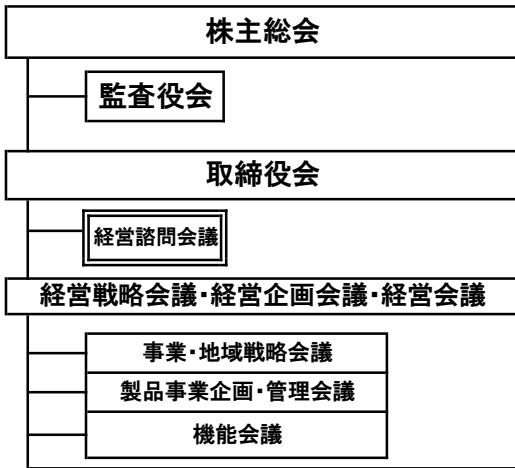 株主総会
監査役会
取締役会
経営諮問会議
経営戦略会議・経営企画会議・経営会議
事業・地域戦略会議
製品事業企画・管理会議
機能会議